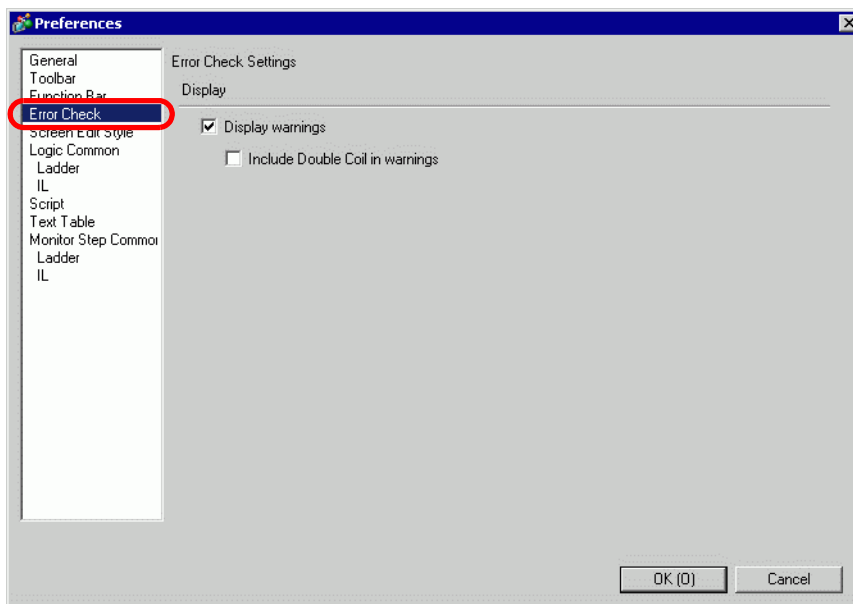 Preferences
General
Toolbar
Function Bar
Error Check
Screen Edit Style
Logic Common
Ladder
IL
Script
Text Table
Monitor Step Commor
Ladder
IL
Error Check Settings
Display
Display warnings
Include Double Coil in warnings
OK (O)
Cancel